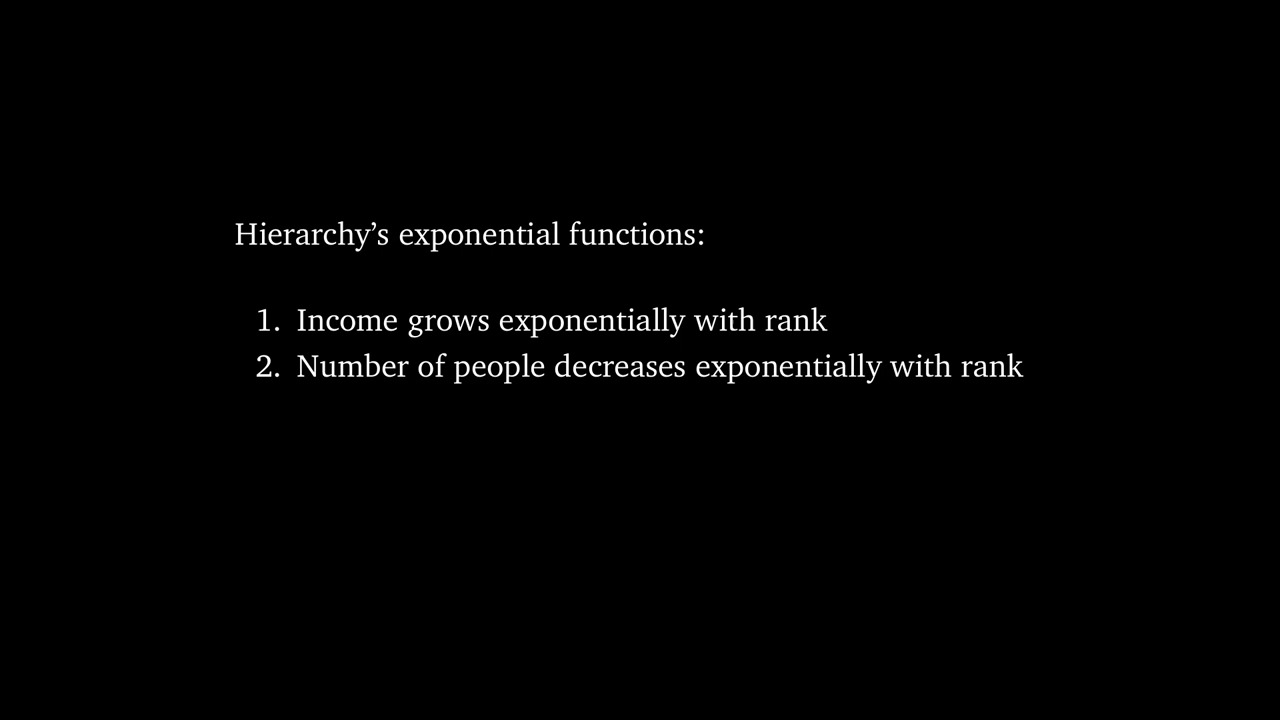 Hierarchy’s exponential functions:
1. Income grows exponentially with rank
2. Number of people decreases exponentially with rank